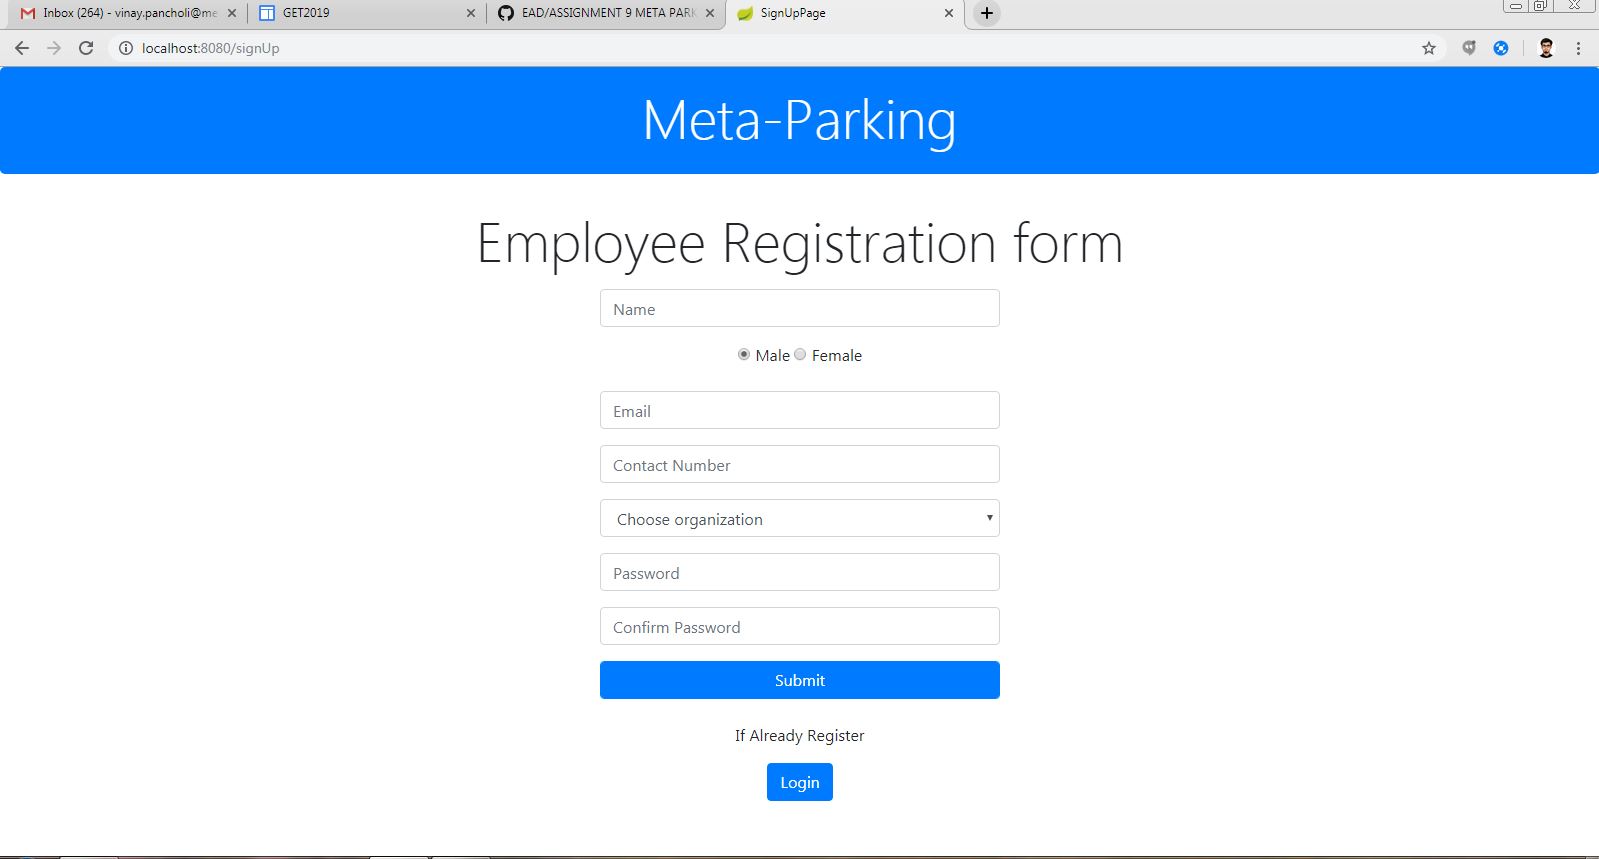 Inbox (264) - vinay.pancholi@me
GET2019
EAD/ASSIGNMENT 9 META PARK
SignUpPage
localhost:8080/signUp
Meta-Parking
Employee Registration form
Name
Male Female
Email
Contact Number
Choose organization
Password
Confirm Password
Submit
If Already Register
Login